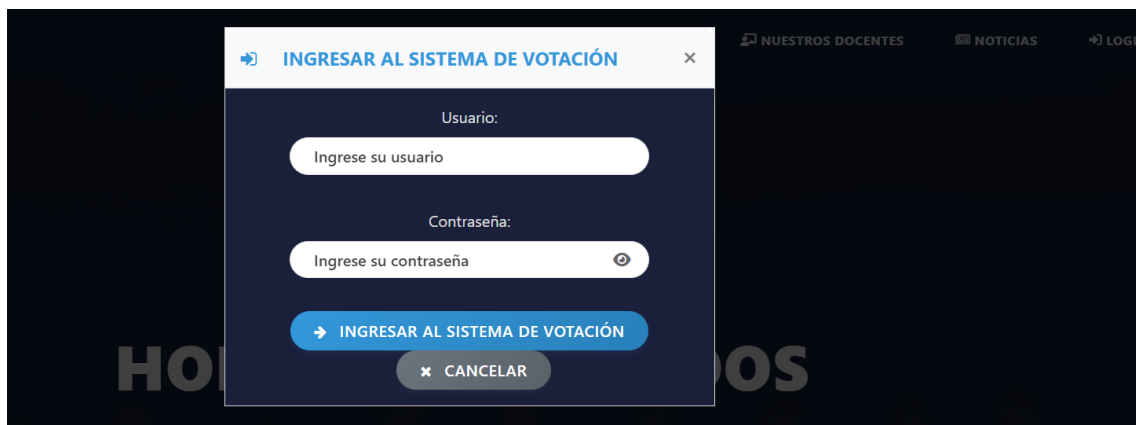 NUESTROS DOCENTES NOTICIAS
INGRESAR AL SISTEMA DE VOTACIÓN ×
Usuario:
Ingrese su usuario
Contraseña:
Ingrese su contraseña
INGRESAR AL SISTEMA DE VOTACIÓN
CANCELAR